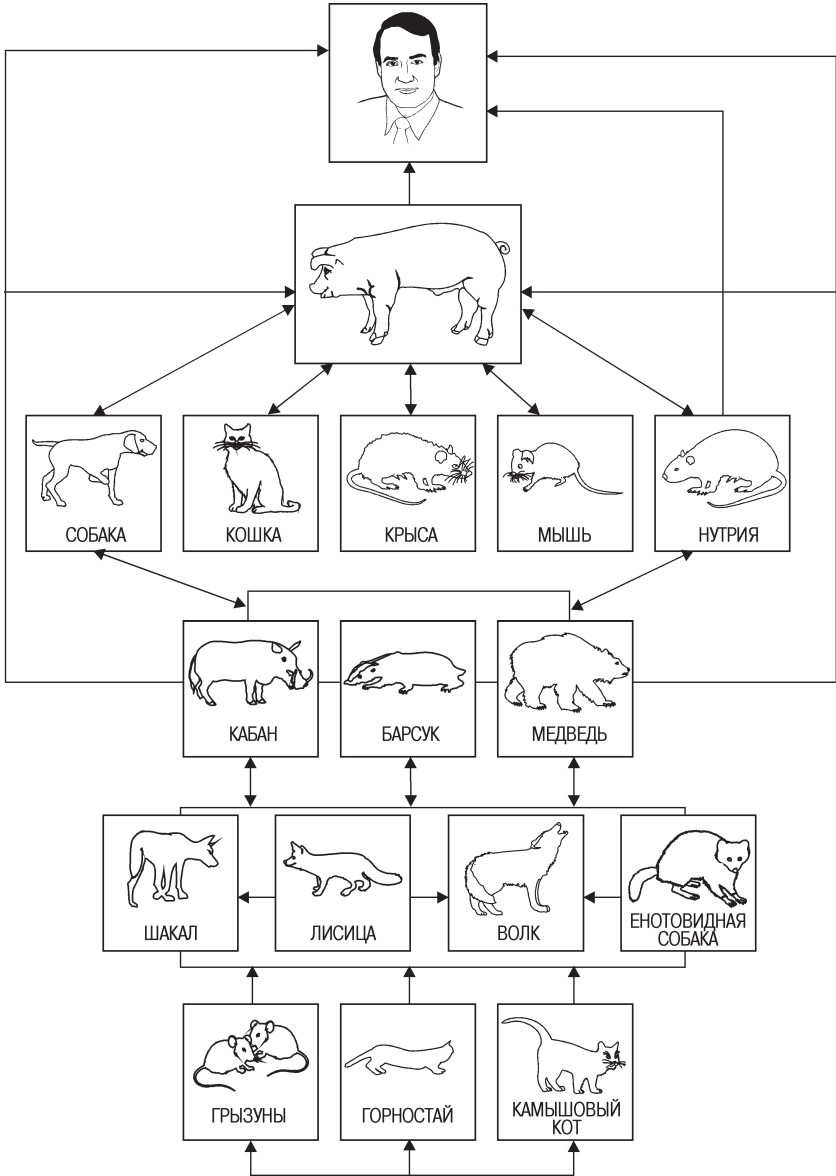 СОБАКА
КОШКА
КРЫСА
МЫШЬ
НУТРИЯ
КАБАН
БАРСУК
МЕДВЕДЬ
ШАКАЛ
ЛИСИЦА
ВОЛК
ЕНОТОВИДНАЯ
СОБАКА
ГРЫЗУНЫ
ГОРНОСТАЙ
КАМЫШОВЫЙ
КОТ